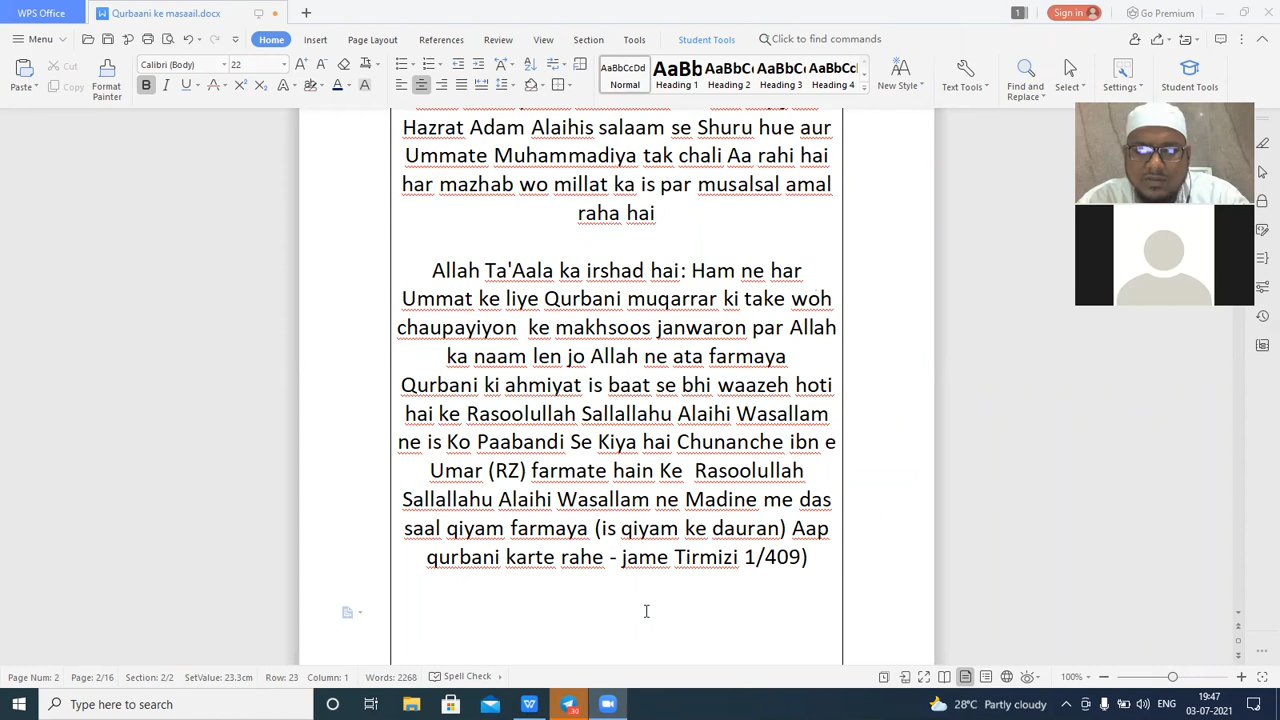 WPS Office
Qurbaani ke masaail.docx
1
Sign in
Go Premium
Menu
Home
Insert
Page Layout
References
Review
View
Section
Tools
Student Tools
Click to find commands
Paste
Cut
Copy
Format Painter
Calibri (Body)
22
AaBbCcDd
Normal
AaBb
Heading 1
AaBbC
Heading 2
AaBbC
Heading 3
AaBbC
Heading 4
New Style
Text Tools
Find and Replace
Select
Settings
Student Tools
Hazrat Adam Alaihis salaam se Shuru hue aur
Ummate Muhammadiya tak chali Aa rahi hai
har mazhab wo millat ka is par musalsal amal
raha hai
Allah Ta'Aala ka irshad hai: Ham ne har
Ummat ke liye Qurbani muqarrar ki take woh
chaupayiyon ke makhsoos janwaron par Allah
ka naam len jo Allah ne ata farmaya
Qurbani ki ahmiyat is baat se bhi waazeh hoti
hai ke Rasoolullah Sallallahu Alaihi Wasallam
ne is Ko Paabandi Se Kiya hai Chunanche ibn e
Umar (RZ) farmate hain Ke Rasoolullah
Sallallahu Alaihi Wasallam ne Madine me das
saal qiyam farmaya (is qiyam ke dauran) Aap
qurbani karte rahe - jame Tirmizi 1/409)
Page Num: 2 Page: 2/16 Section: 2/2 SetValue: 23.7cm Row: 23 Column: 1 Words: 2268 Spell Check
100%
Type here to search
30
28°C Partly cloudy
19:47
03-07-2021